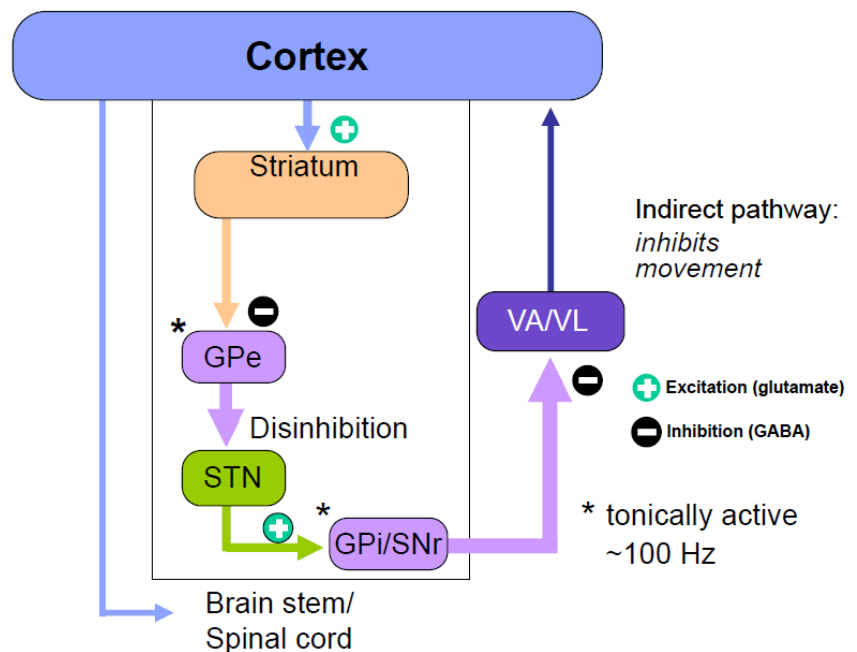 Cortex
Striatum
Indirect pathway:
inhibits
movement
*
GPe
VA/VL
Excitation (glutamate)
Disinhibition
Inhibition (GABA)
STN
*
GPi/SNr
* tonically active
~100 Hz
Brain stem/
Spinal cord